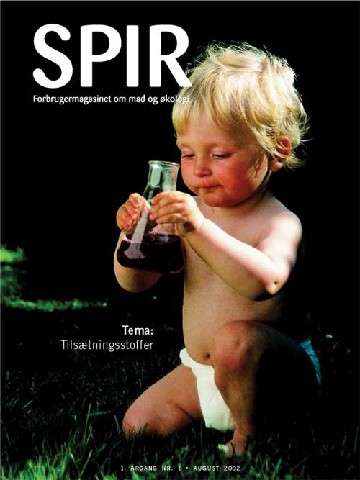 SPIR
Forbrugermagasinet om mad og økologi
Tema:
Tilsætningsstoffer
1. ÅRGANG NR. 1 • AUGUST 2002